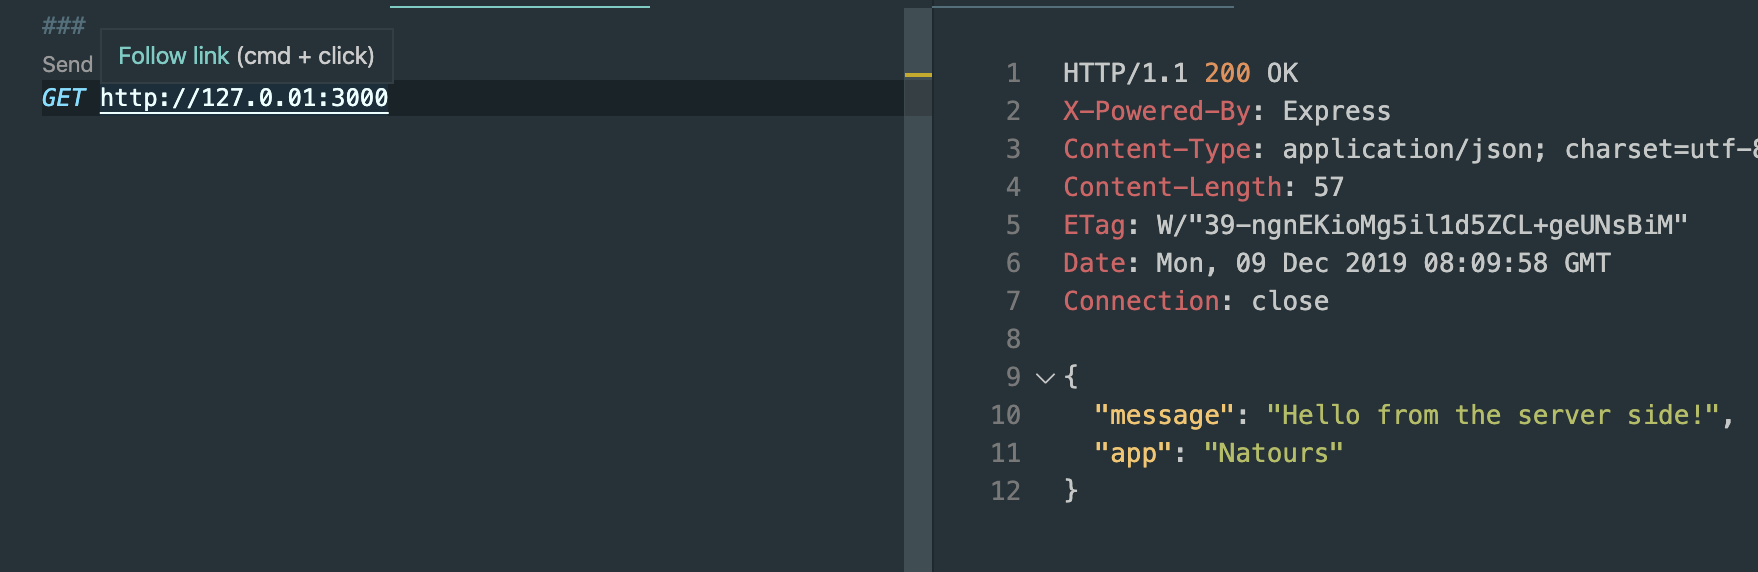 ###
Send
Follow link (cmd + click)
GET http://127.0.01:3000
1 HTTP/1.1 200 OK
2 X-Powered-By: Express
3 Content-Type: application/json; charset=utf-8
4 Content-Length: 57
5 ETag: W/"39-ngnEKioMg5il1d5ZCL+geUNsBiM"
6 Date: Mon, 09 Dec 2019 08:09:58 GMT
7 Connection: close
8
9 {
10 "message": "Hello from the server side!",
11 "app": "Natours"
12 }